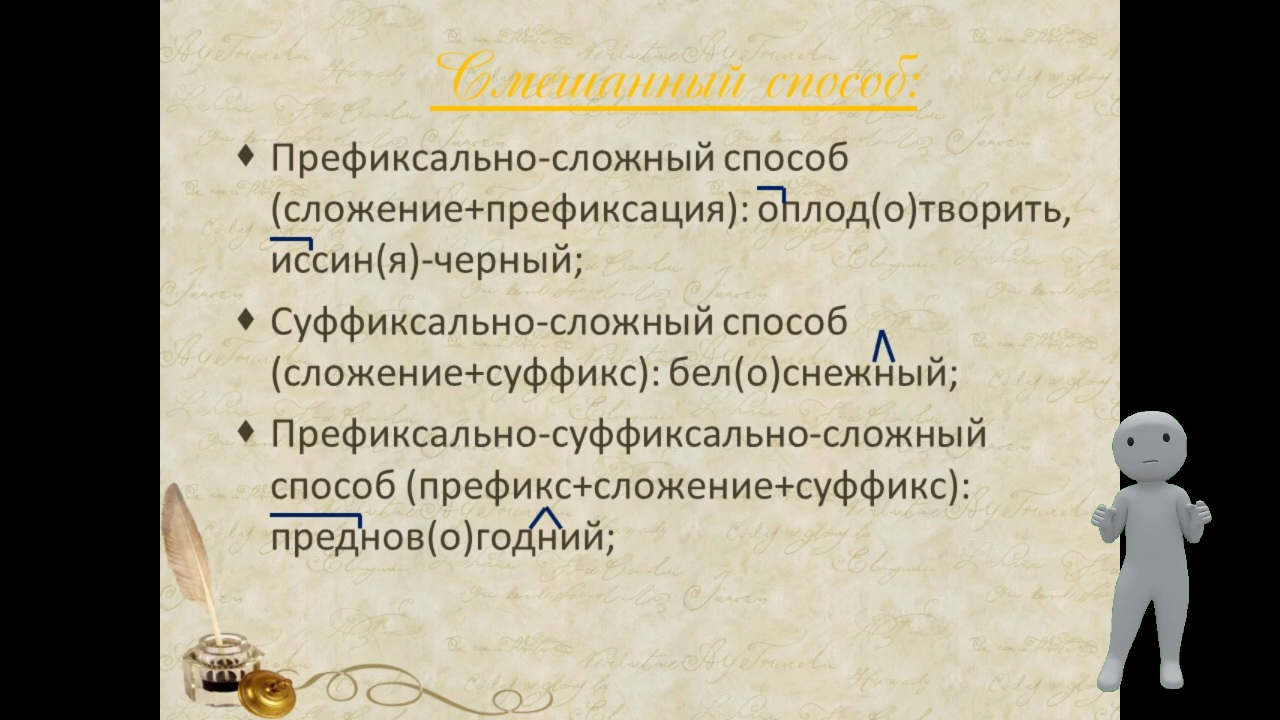 Смешанный способ:
Префиксально-сложный способ
(сложение+префиксация): оплод(о)творить,
иссин(я)-черный;
Суффиксально-сложный способ
(сложение+суффикс): бел(о)снежный;
Префиксально-суффиксально-сложный
способ (префикс+сложение+суффикс):
преднов(о)годний;